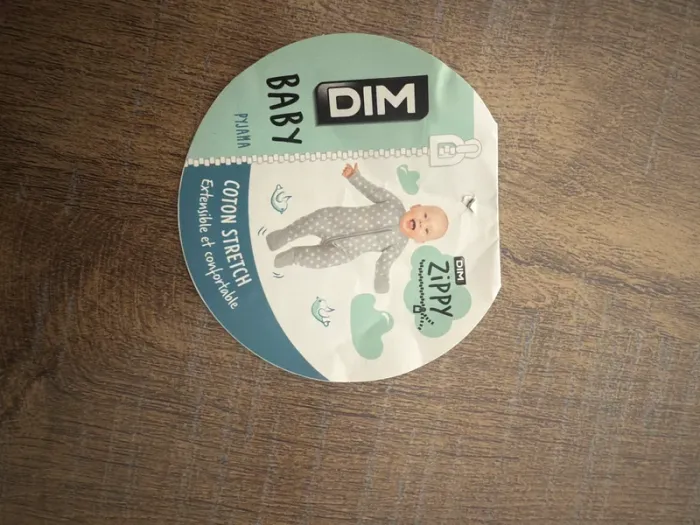 DIM
ZiPPY
DIM
BABY
PYJAMA
COTON STRETCH
Extensible et confortable